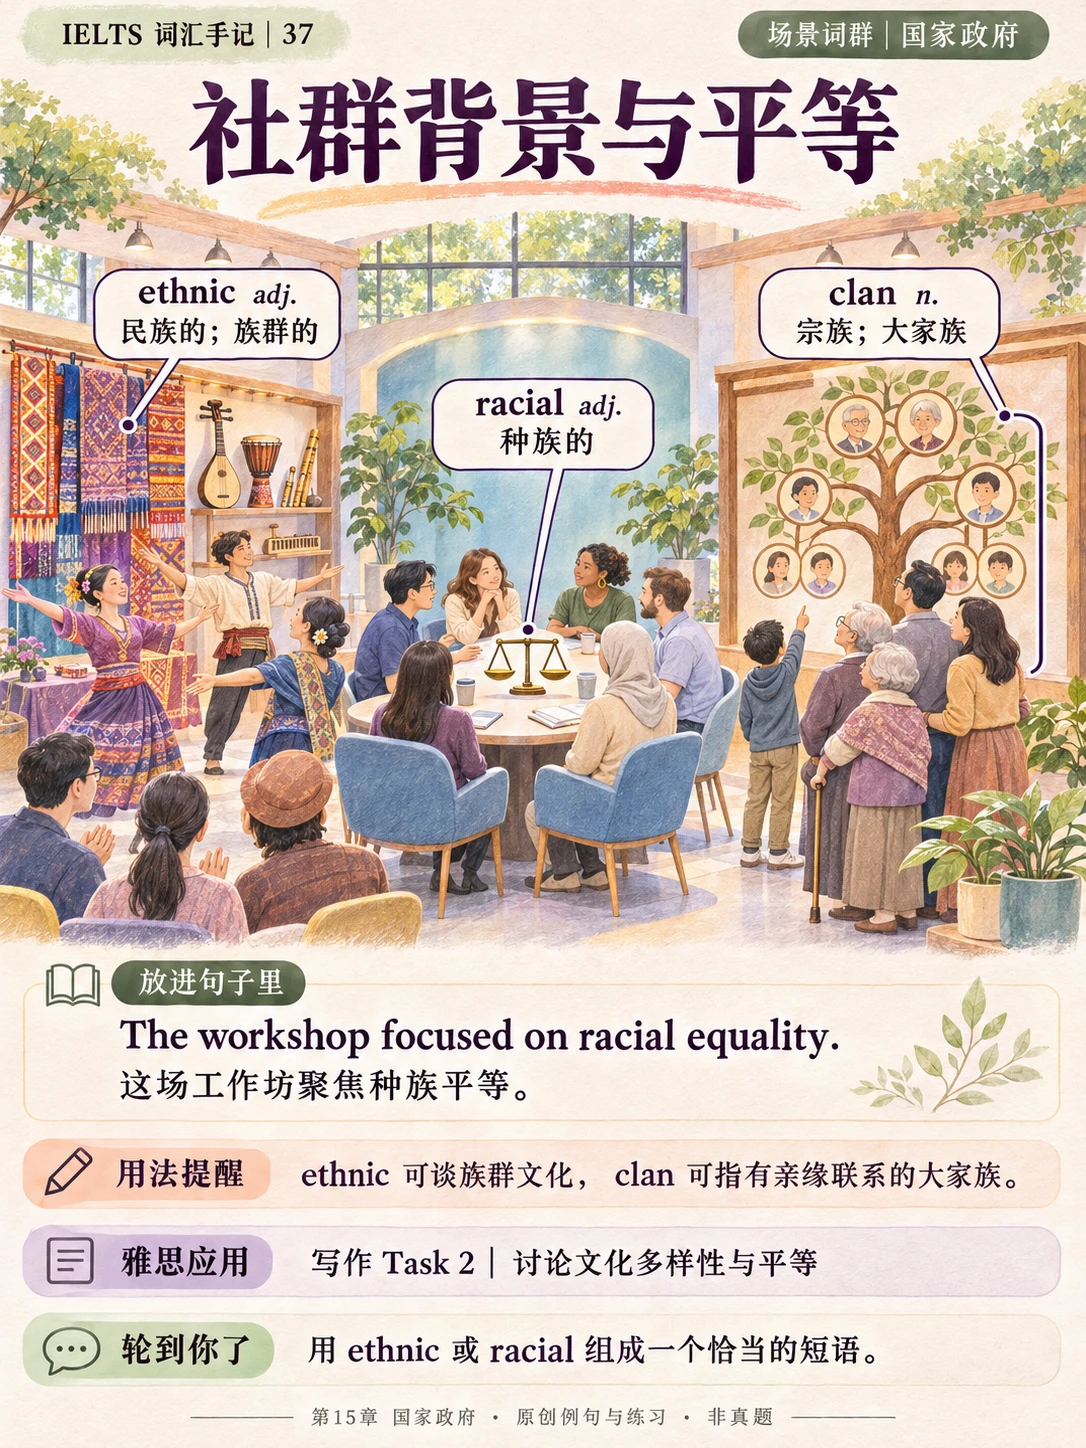 IELTS 词汇手记 | 37
场景词群 | 国家政府
社群背景与平等
ethnic adj.
民族的；族群的
clan n.
宗族；大家族
racial adj.
种族的
放进句子里
The workshop focused on racial equality.
这场工作坊聚焦种族平等。
用法提醒 ethnic 可谈族群文化， clan 可指有亲缘联系的大家族。
雅思应用 写作 Task 2 | 讨论文化多样性与平等
轮到你了 用 ethnic 或 racial 组成一个恰当的短语。
第15章 国家政府 • 原创例句与练习 • 非真题